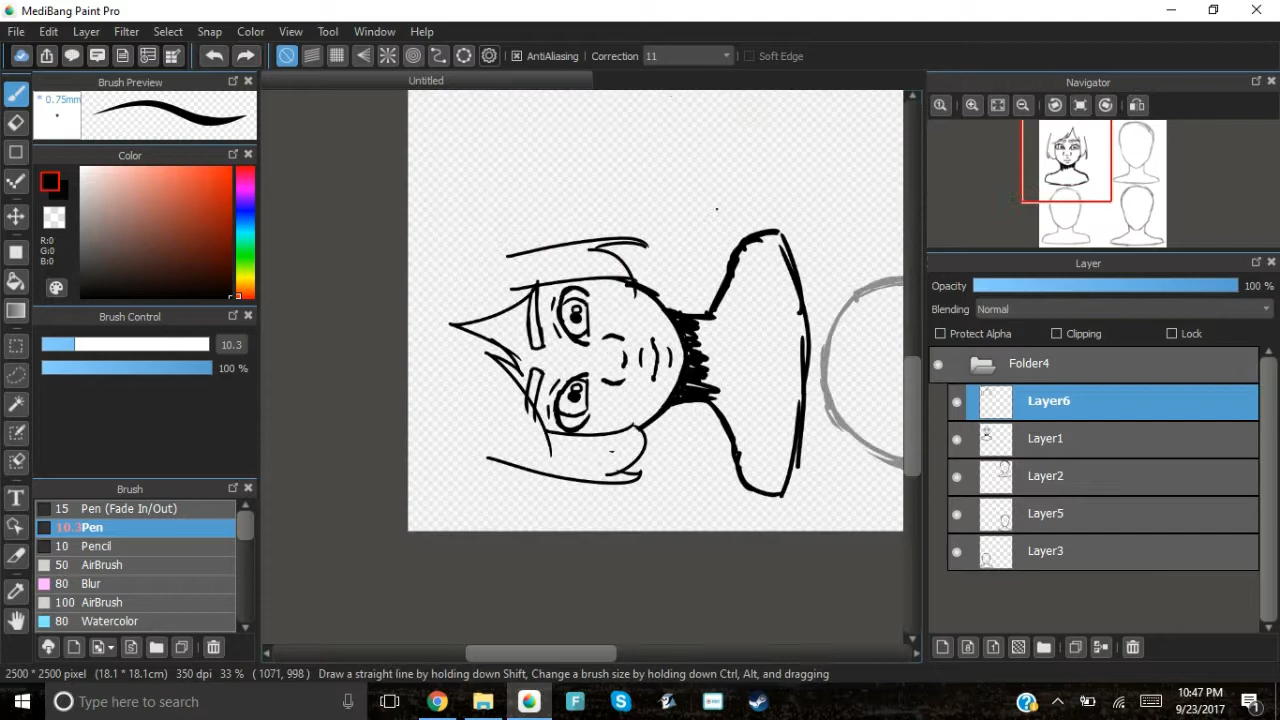 MediBang Paint Pro
File Edit Layer Filter Select Snap Color View Tool Window Help
AntiAliasing Correction 11 Soft Edge
Brush Preview
Untitled
Navigator
0.75mm
Color
R:0
G:0
B:0
Brush Control
10.3
100 %
Layer
Opacity 100 %
Blending Normal
Protect Alpha Clipping Lock
Folder4
Layer6
Layer1
Layer2
Layer5
Layer3
Brush
15 Pen (Fade In/Out)
10.3 Pen
10 Pencil
50 AirBrush
80 Blur
100 AirBrush
80 Watercolor
2500 * 2500 pixel (18.1 * 18.1cm) 350 dpi 33 % ( 1071, 998 ) Draw a straight line by holding down Shift, Change a brush size by holding down Ctrl, Alt, and dragging
Type here to search
10:47 PM
9/23/2017